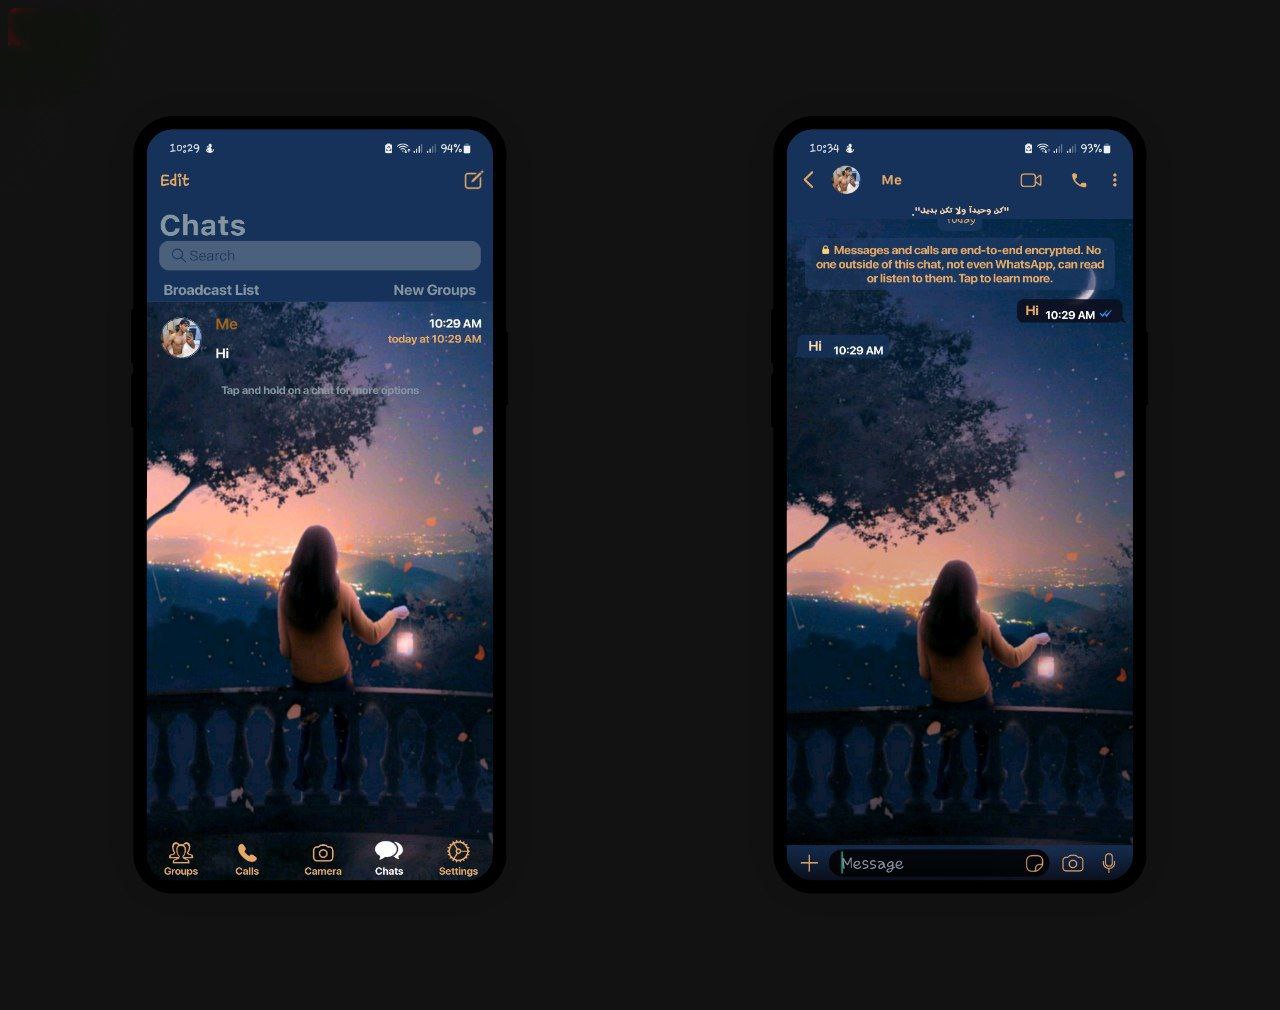 10:29
94%
Edit
Chats
Search
Broadcast List
New Groups
Me
10:29 AM
today at 10:29 AM
Hi
Tap and hold on a chat for more options
Groups
Calls
Camera
Chats
Settings
10:34
93%
Me
"كن وحيداً ولا تكن بديل".
Today
Messages and calls are end-to-end encrypted. No
one outside of this chat, not even WhatsApp, can read
or listen to them. Tap to learn more.
Hi 10:29 AM
Hi 10:29 AM
Message